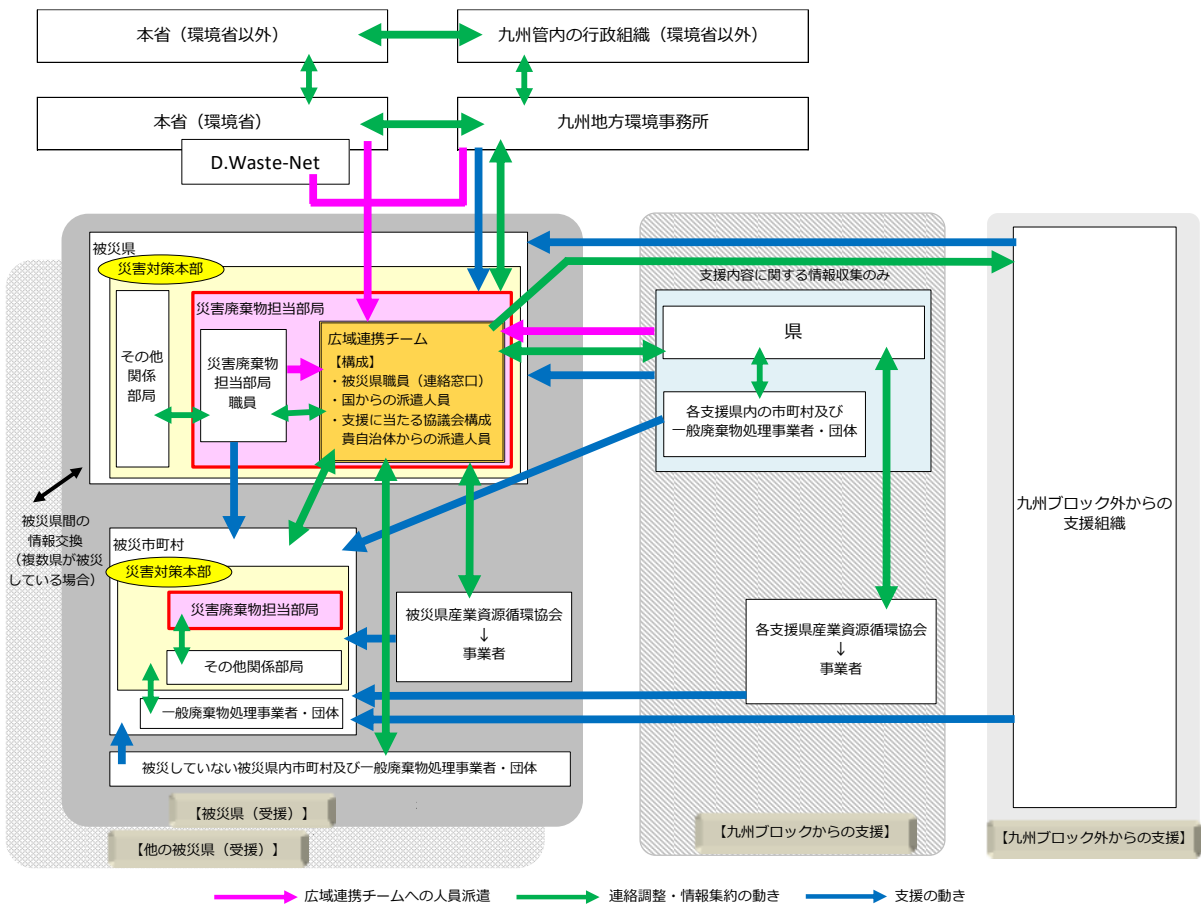 本省（環境省以外）
九州管内の行政組織（環境省以外）
本省（環境省）
九州地方環境事務所
D.Waste-Net
被災県
災害対策本部
その他
関係
部局
災害廃棄物担当部局
災害廃棄物
担当部局
職員
広域連携チーム
【構成】
・被災県職員（連絡窓口）
・国からの派遣人員
・支援に当たる協議会構成
貴自治体からの派遣人員
支援内容に関する情報収集のみ
県
各支援県内の市町村及び
一般廃棄物処理事業者・団体
九州ブロック外からの
支援組織
被災県間の
情報交換
（複数県が被災
している場合）
被災市町村
災害対策本部
災害廃棄物担当部局
その他関係部局
一般廃棄物処理事業者・団体
被災県産業資源循環協会
↓
事業者
各支援県産業資源循環協会
↓
事業者
被災していない被災県内市町村及び一般廃棄物処理事業者・団体
【被災県（受援）】
【他の被災県（受援）】
【九州ブロックからの支援】
【九州ブロック外からの支援】
広域連携チームへの人員派遣
連絡調整・情報集約の動き
支援の動き